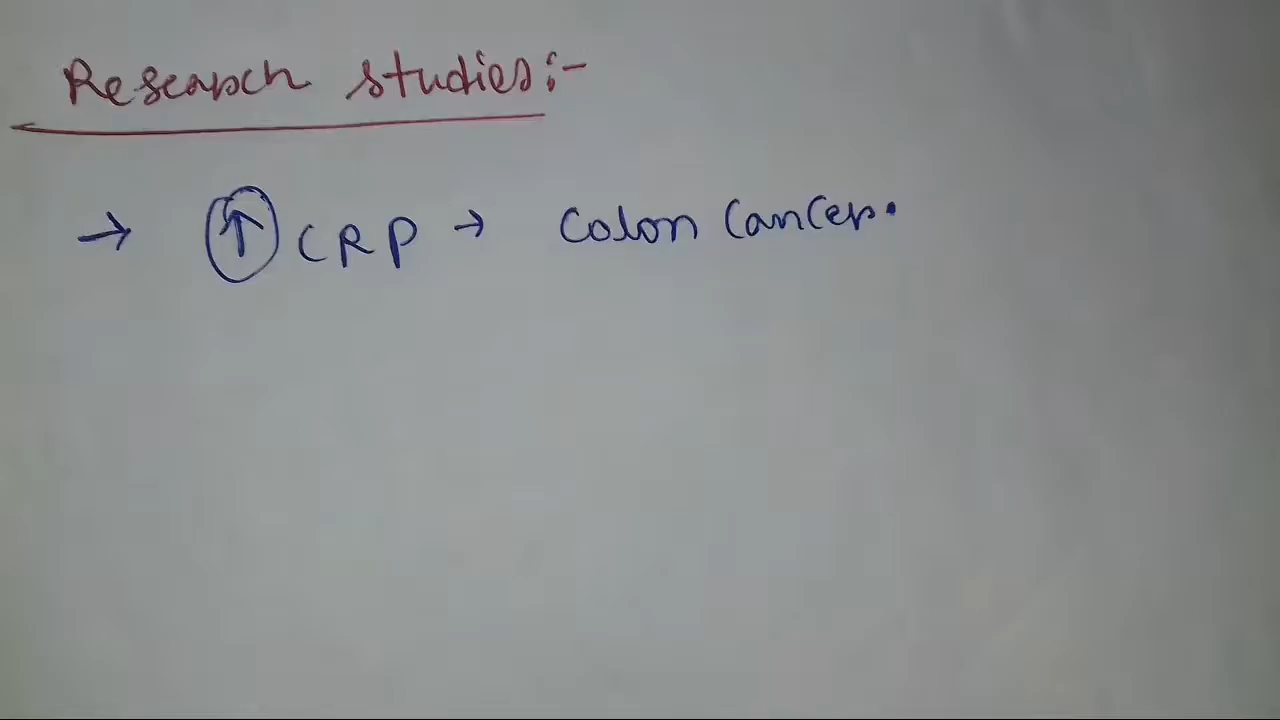 Research studies:-
→ ↑ CRP → Colon Cancer.